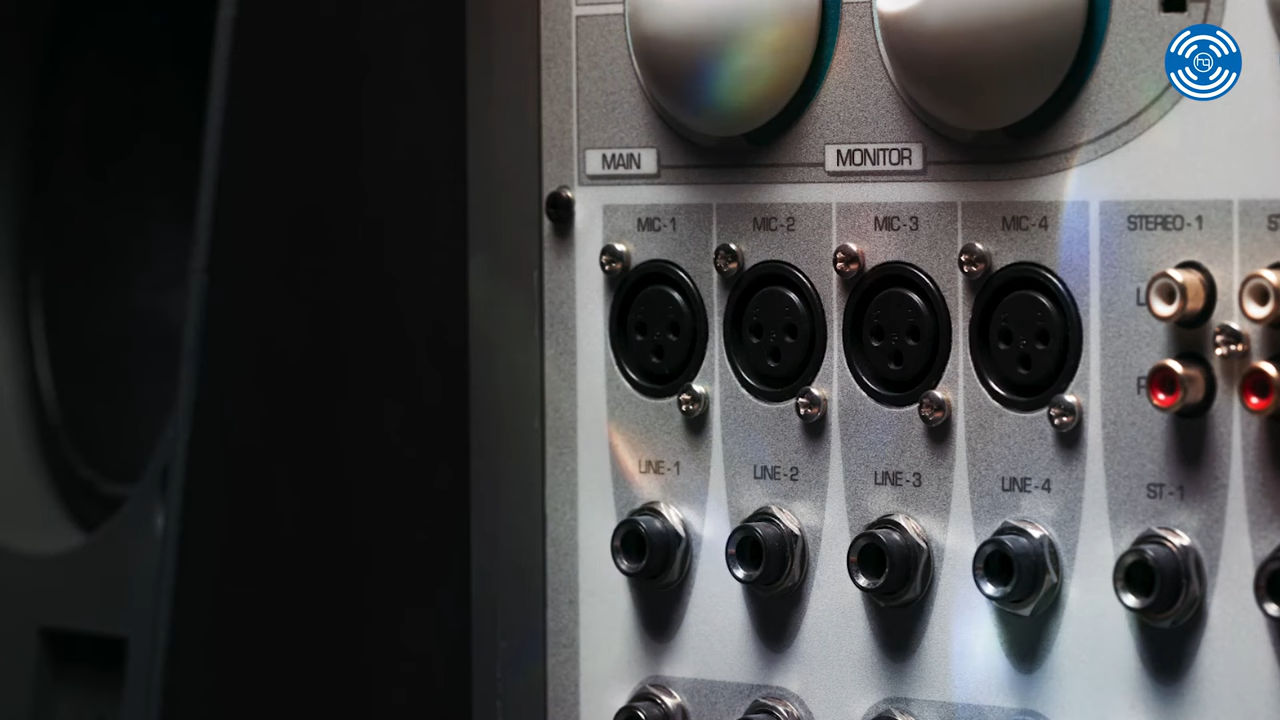 MAIN
MONITOR
MIC-1
MIC-2
MIC-3
MIC-4
STEREO-1
L
LINE-1
LINE-2
LINE-3
LINE-4
ST-1